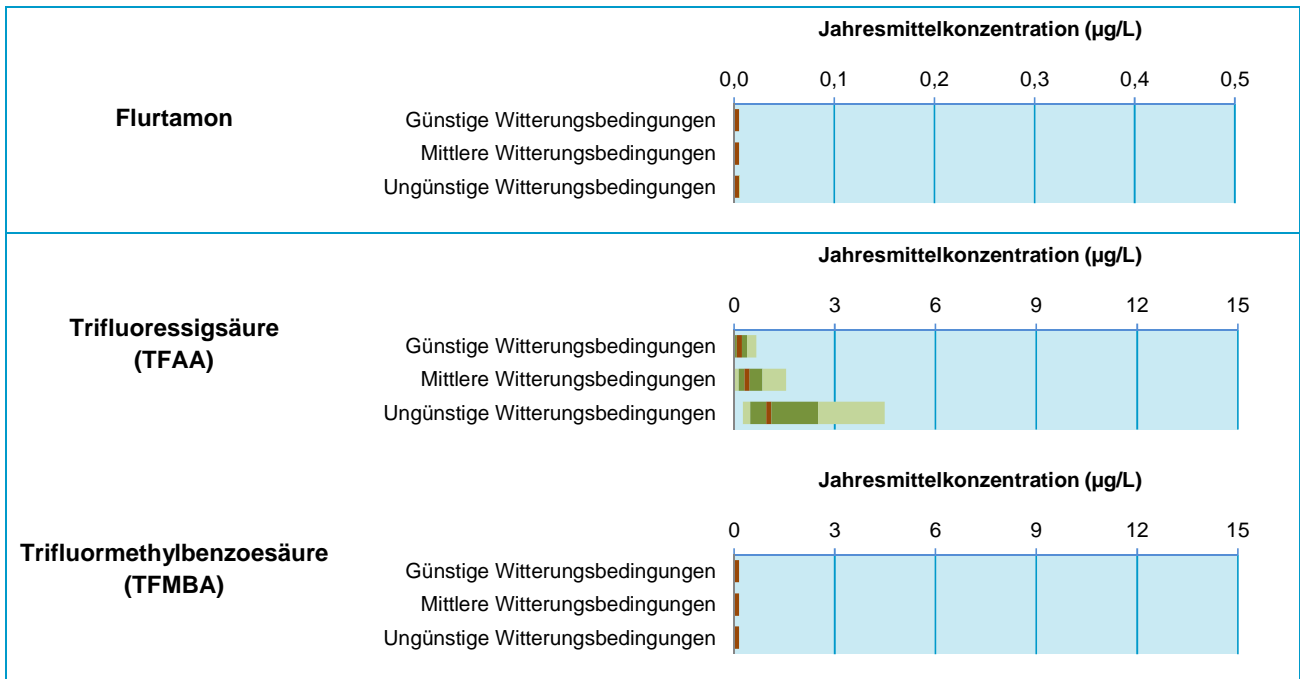 Jahresmittelkonzentration (µg/L)
0,0 0,1 0,2 0,3 0,4 0,5
Flurtamon
Günstige Witterungsbedingungen
Mittlere Witterungsbedingungen
Ungünstige Witterungsbedingungen
Jahresmittelkonzentration (µg/L)
0 3 6 9 12 15
Trifluoressigsäure
(TFAA)
Günstige Witterungsbedingungen
Mittlere Witterungsbedingungen
Ungünstige Witterungsbedingungen
Jahresmittelkonzentration (µg/L)
0 3 6 9 12 15
Trifluormethylbenzoesäure
(TFMBA)
Günstige Witterungsbedingungen
Mittlere Witterungsbedingungen
Ungünstige Witterungsbedingungen